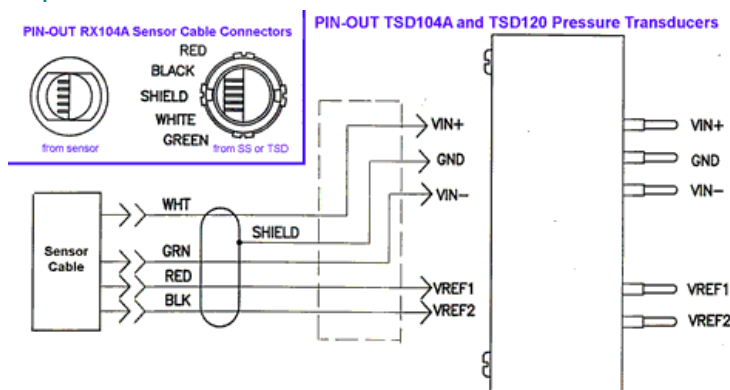 PIN-OUT RX104A Sensor Cable Connectors
RED
BLACK
SHIELD
WHITE
GREEN
from sensor
from SS or TSD
PIN-OUT TSD104A and TSD120 Pressure Transducers
VIN+
GND
VIN−
VREF1
VREF2
VIN+
GND
VIN−
VREF1
VREF2
Sensor
Cable
WHT
SHIELD
GRN
RED
BLK